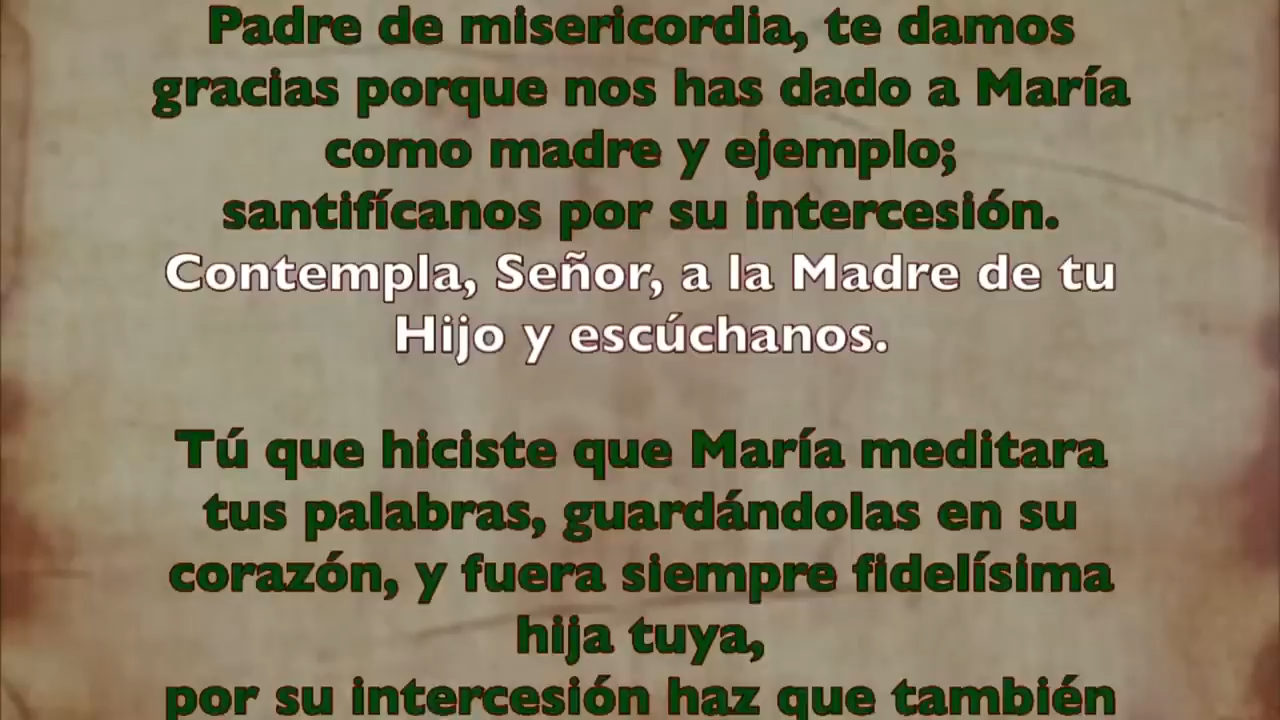 Padre de misericordia, te damos
gracias porque nos has dado a María
como madre y ejemplo;
santifícanos por su intercesión.
Contempla, Señor, a la Madre de tu
Hijo y escúchanos.
Tú que hiciste que María meditara
tus palabras, guardándolas en su
corazón, y fuera siempre fidelísima
hija tuya,
por su intercesión haz que también